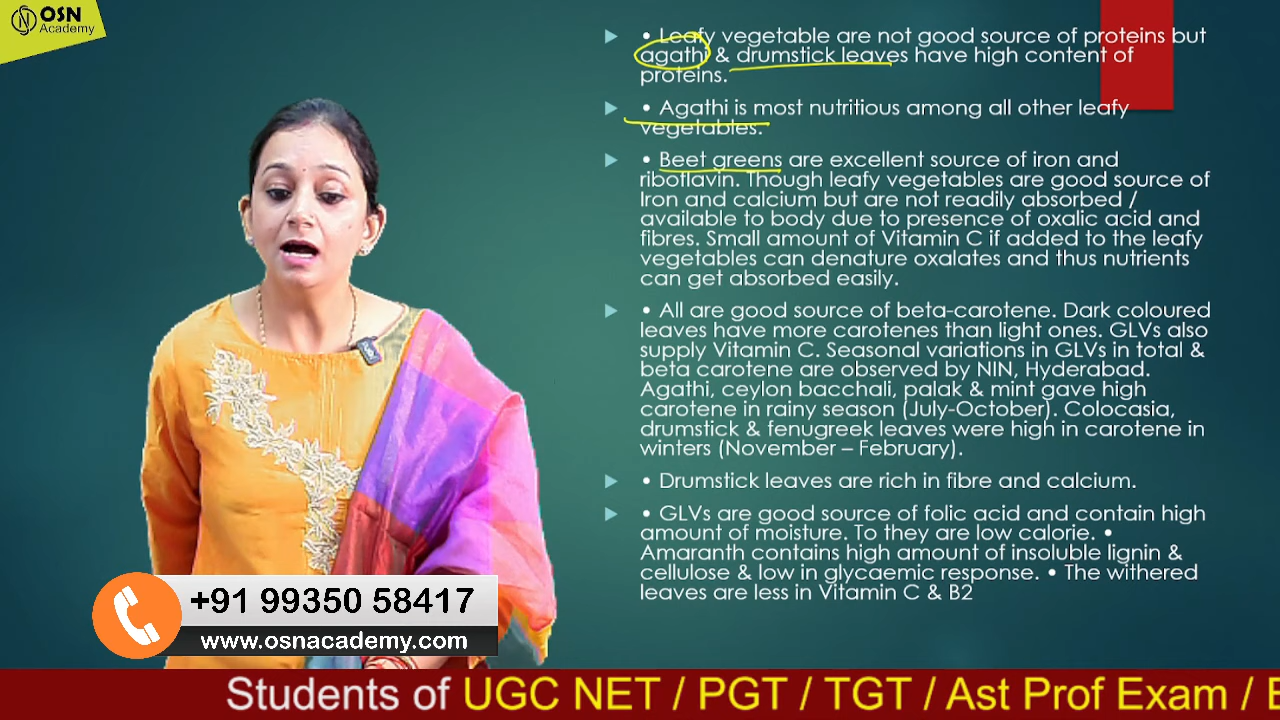 OSN
Academy
• Leafy vegetable are not good source of proteins but
agathi & drumstick leaves have high content of
proteins.
• Agathi is most nutritious among all other leafy
vegetables.
• Beet greens are excellent source of iron and
riboflavin. Though leafy vegetables are good source of
Iron and calcium but are not readily absorbed /
available to body due to presence of oxalic acid and
fibres. Small amount of Vitamin C if added to the leafy
vegetables can denature oxalates and thus nutrients
can get absorbed easily.
• All are good source of beta-carotene. Dark coloured
leaves have more carotenes than light ones. GLVs also
supply Vitamin C. Seasonal variations in GLVs in total &
beta carotene are observed by NIN, Hyderabad.
Agathi, ceylon bacchali, palak & mint gave high
carotene in rainy season (July-October). Colocasia,
drumstick & fenugreek leaves were high in carotene in
winters (November – February).
• Drumstick leaves are rich in fibre and calcium.
• GLVs are good source of folic acid and contain high
amount of moisture. To they are low calorie. •
Amaranth contains high amount of insoluble lignin &
cellulose & low in glycaemic response. • The withered
leaves are less in Vitamin C & B2
+91 99350 58417
www.osnacademy.com
Students of UGC NET / PGT / TGT / Ast Prof Exam /